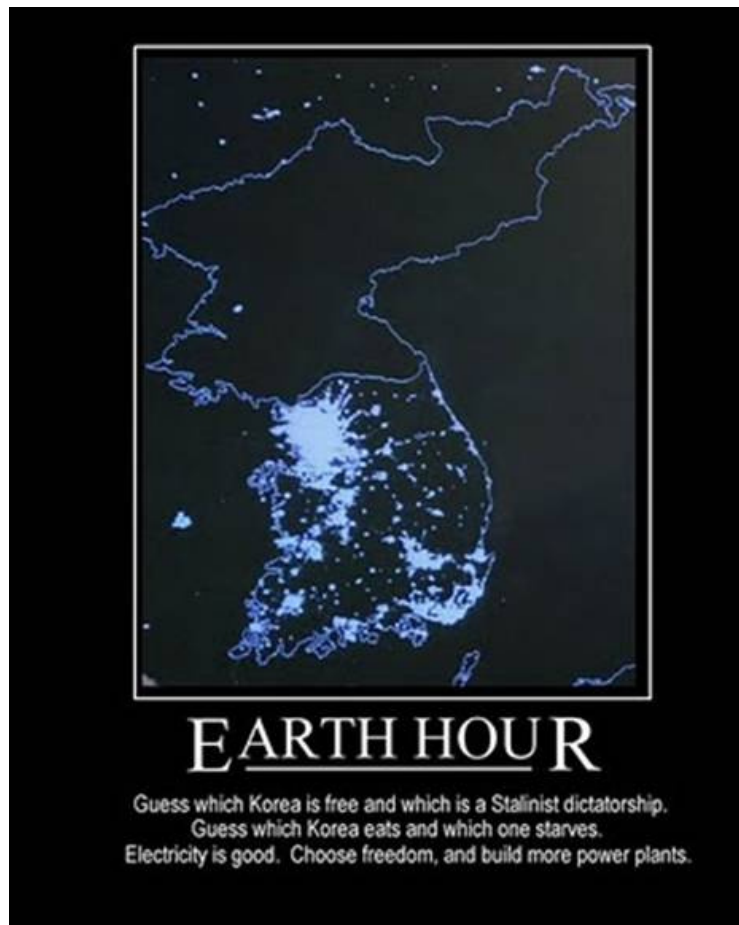 EARTH HOUR
Guess which Korea is free and which is a Stalinist dictatorship.
Guess which Korea eats and which one starves.
Electricity is good.  Choose freedom, and build more power plants.